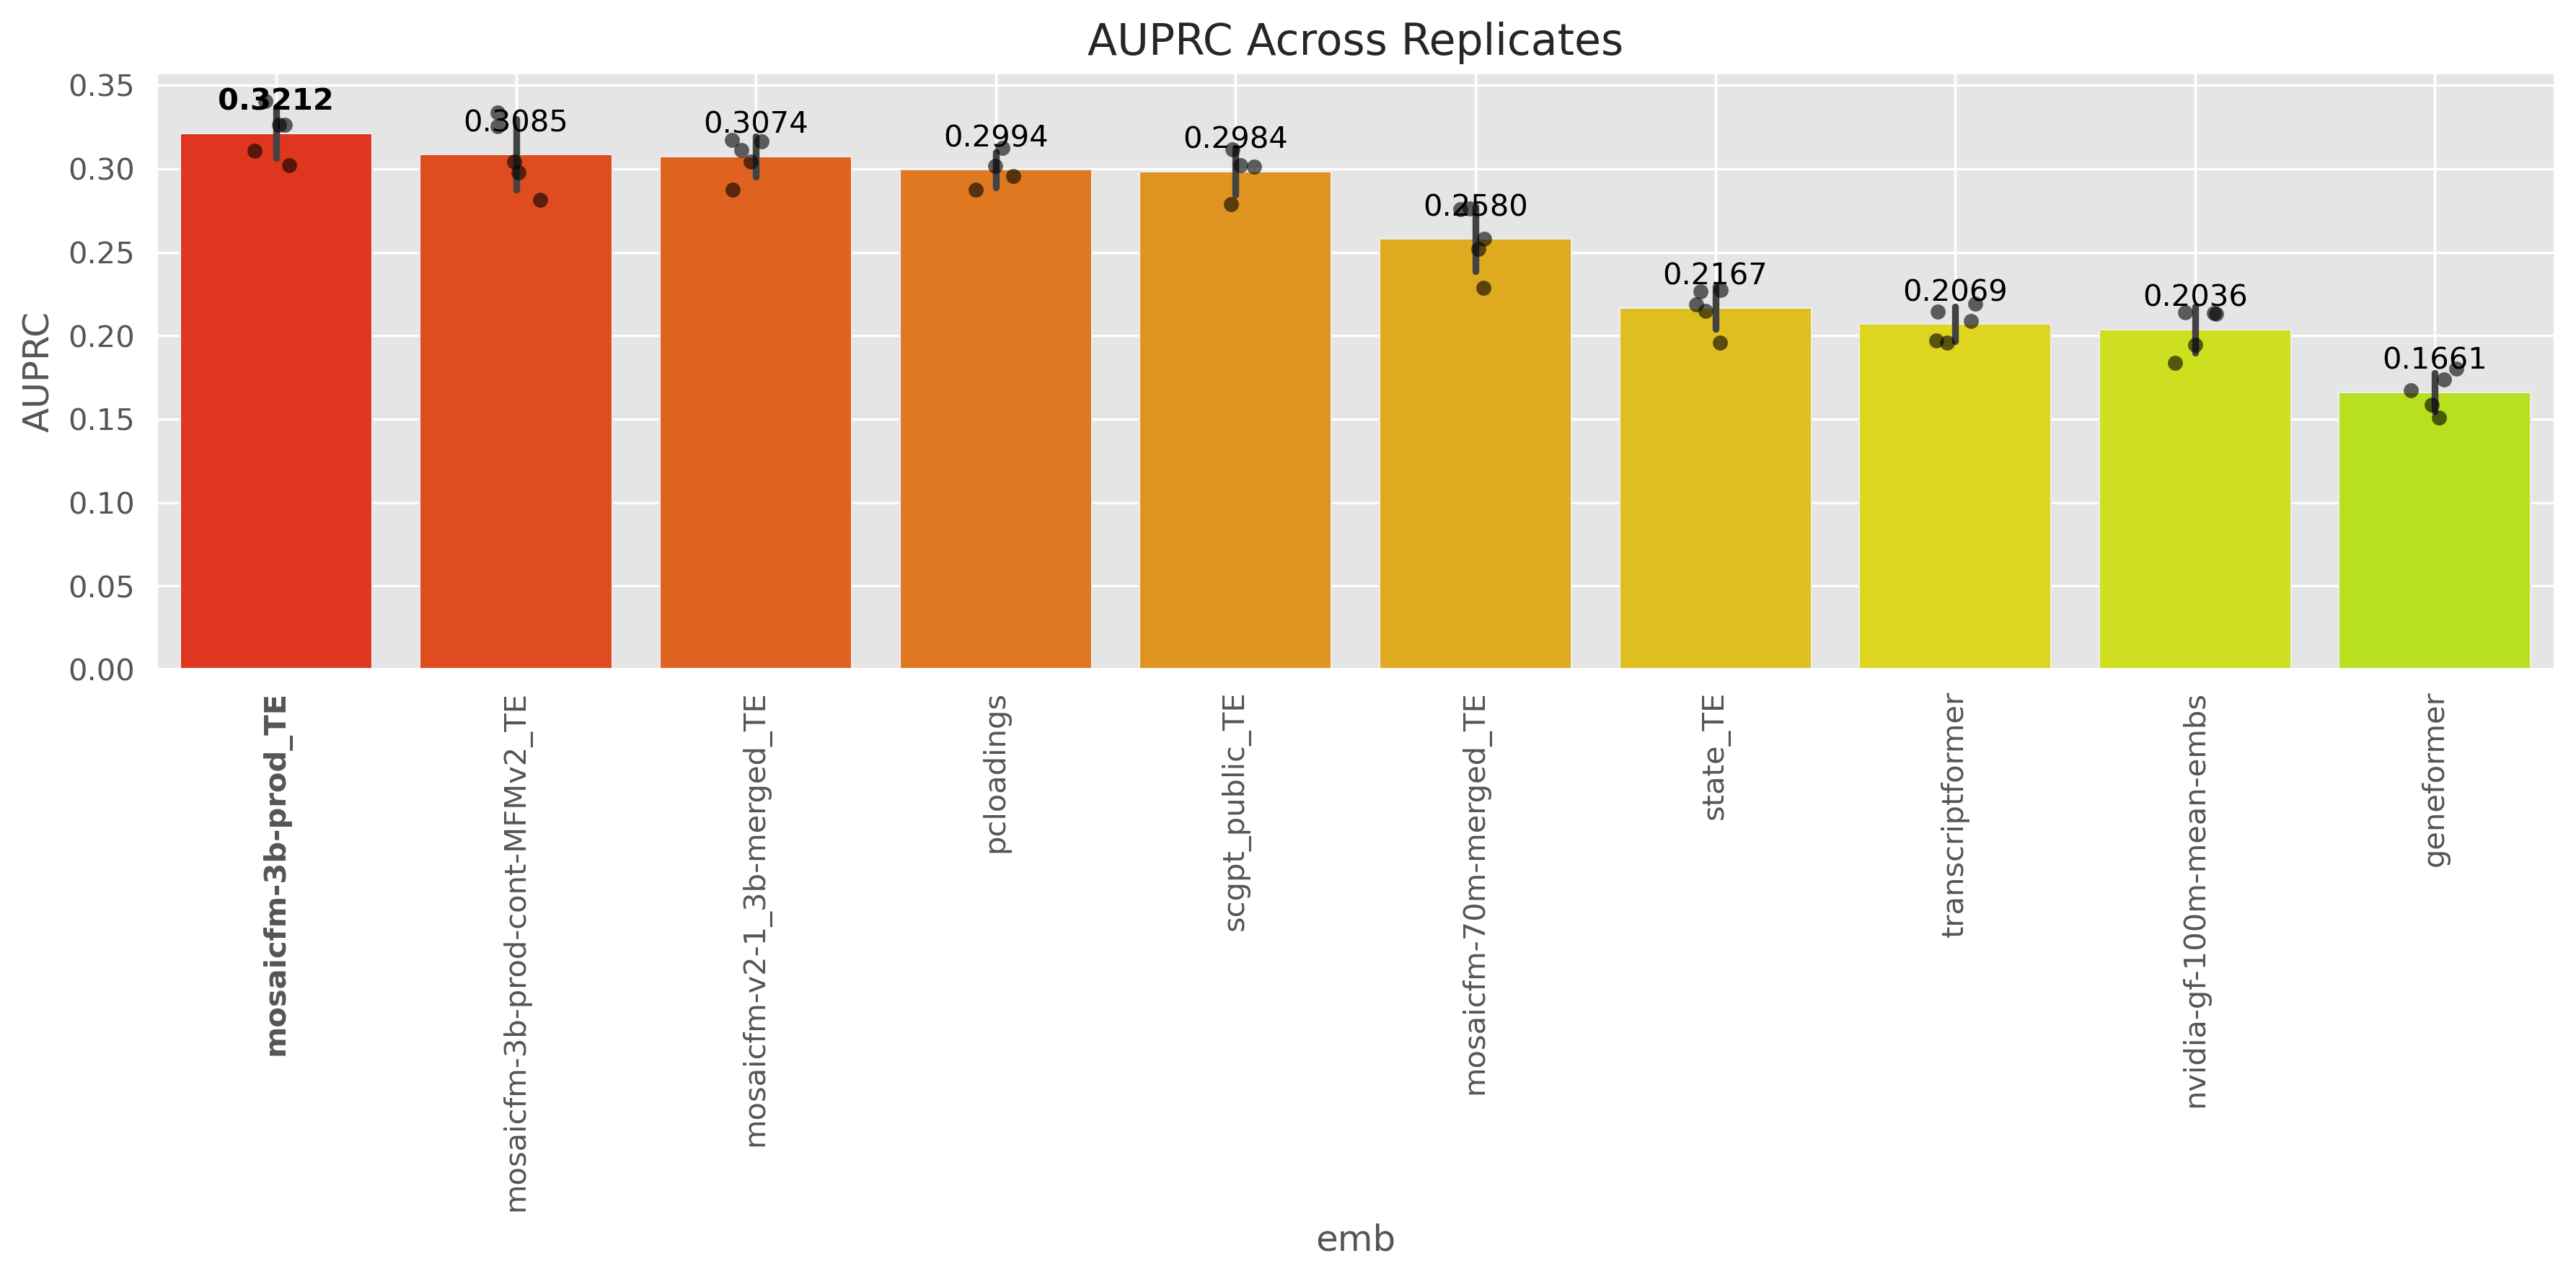 AUPRC Across Replicates
AUPRC
0.35
0.30
0.25
0.20
0.15
0.10
0.05
0.00
0.3212
0.3085
0.3074
0.2994
0.2984
0.2580
0.2167
0.2069
0.2036
0.1661
mosaicfm-3b-prod_TE
mosaicfm-3b-prod-cont-MFMv2_TE
mosaicfm-v2-1_3b-merged_TE
pcloadings
scgpt_public_TE
mosaicfm-70m-merged_TE
state_TE
transcriptformer
nvidia-gf-100m-mean-embs
geneformer
emb